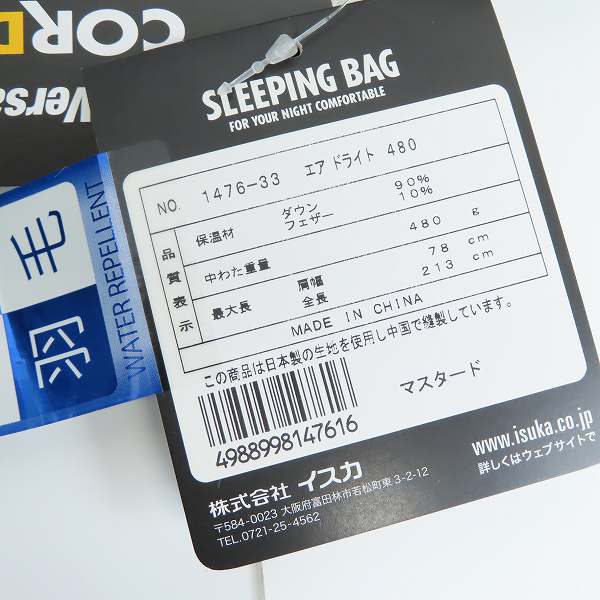 COR
Versa
WATER REPELLENT
SLEEPING BAG
FOR YOUR NIGHT COMFORTABLE
NO. 1476-33 エア ドライト 480
品質表示
保温材 ダウン 90%
フェザー 10%
中わた重量 480 g
最大長 肩幅 78 cm
全長 213 cm
MADE IN CHINA
この商品は日本製の生地を使用し中国で縫製しています。
4988998147616
マスタード
株式会社 イスカ
〒584-0023 大阪府富田林市若松町東 3-2-12
TEL.0721-25-4562
www.isuka.co.jp
詳しくはウェブサイトで